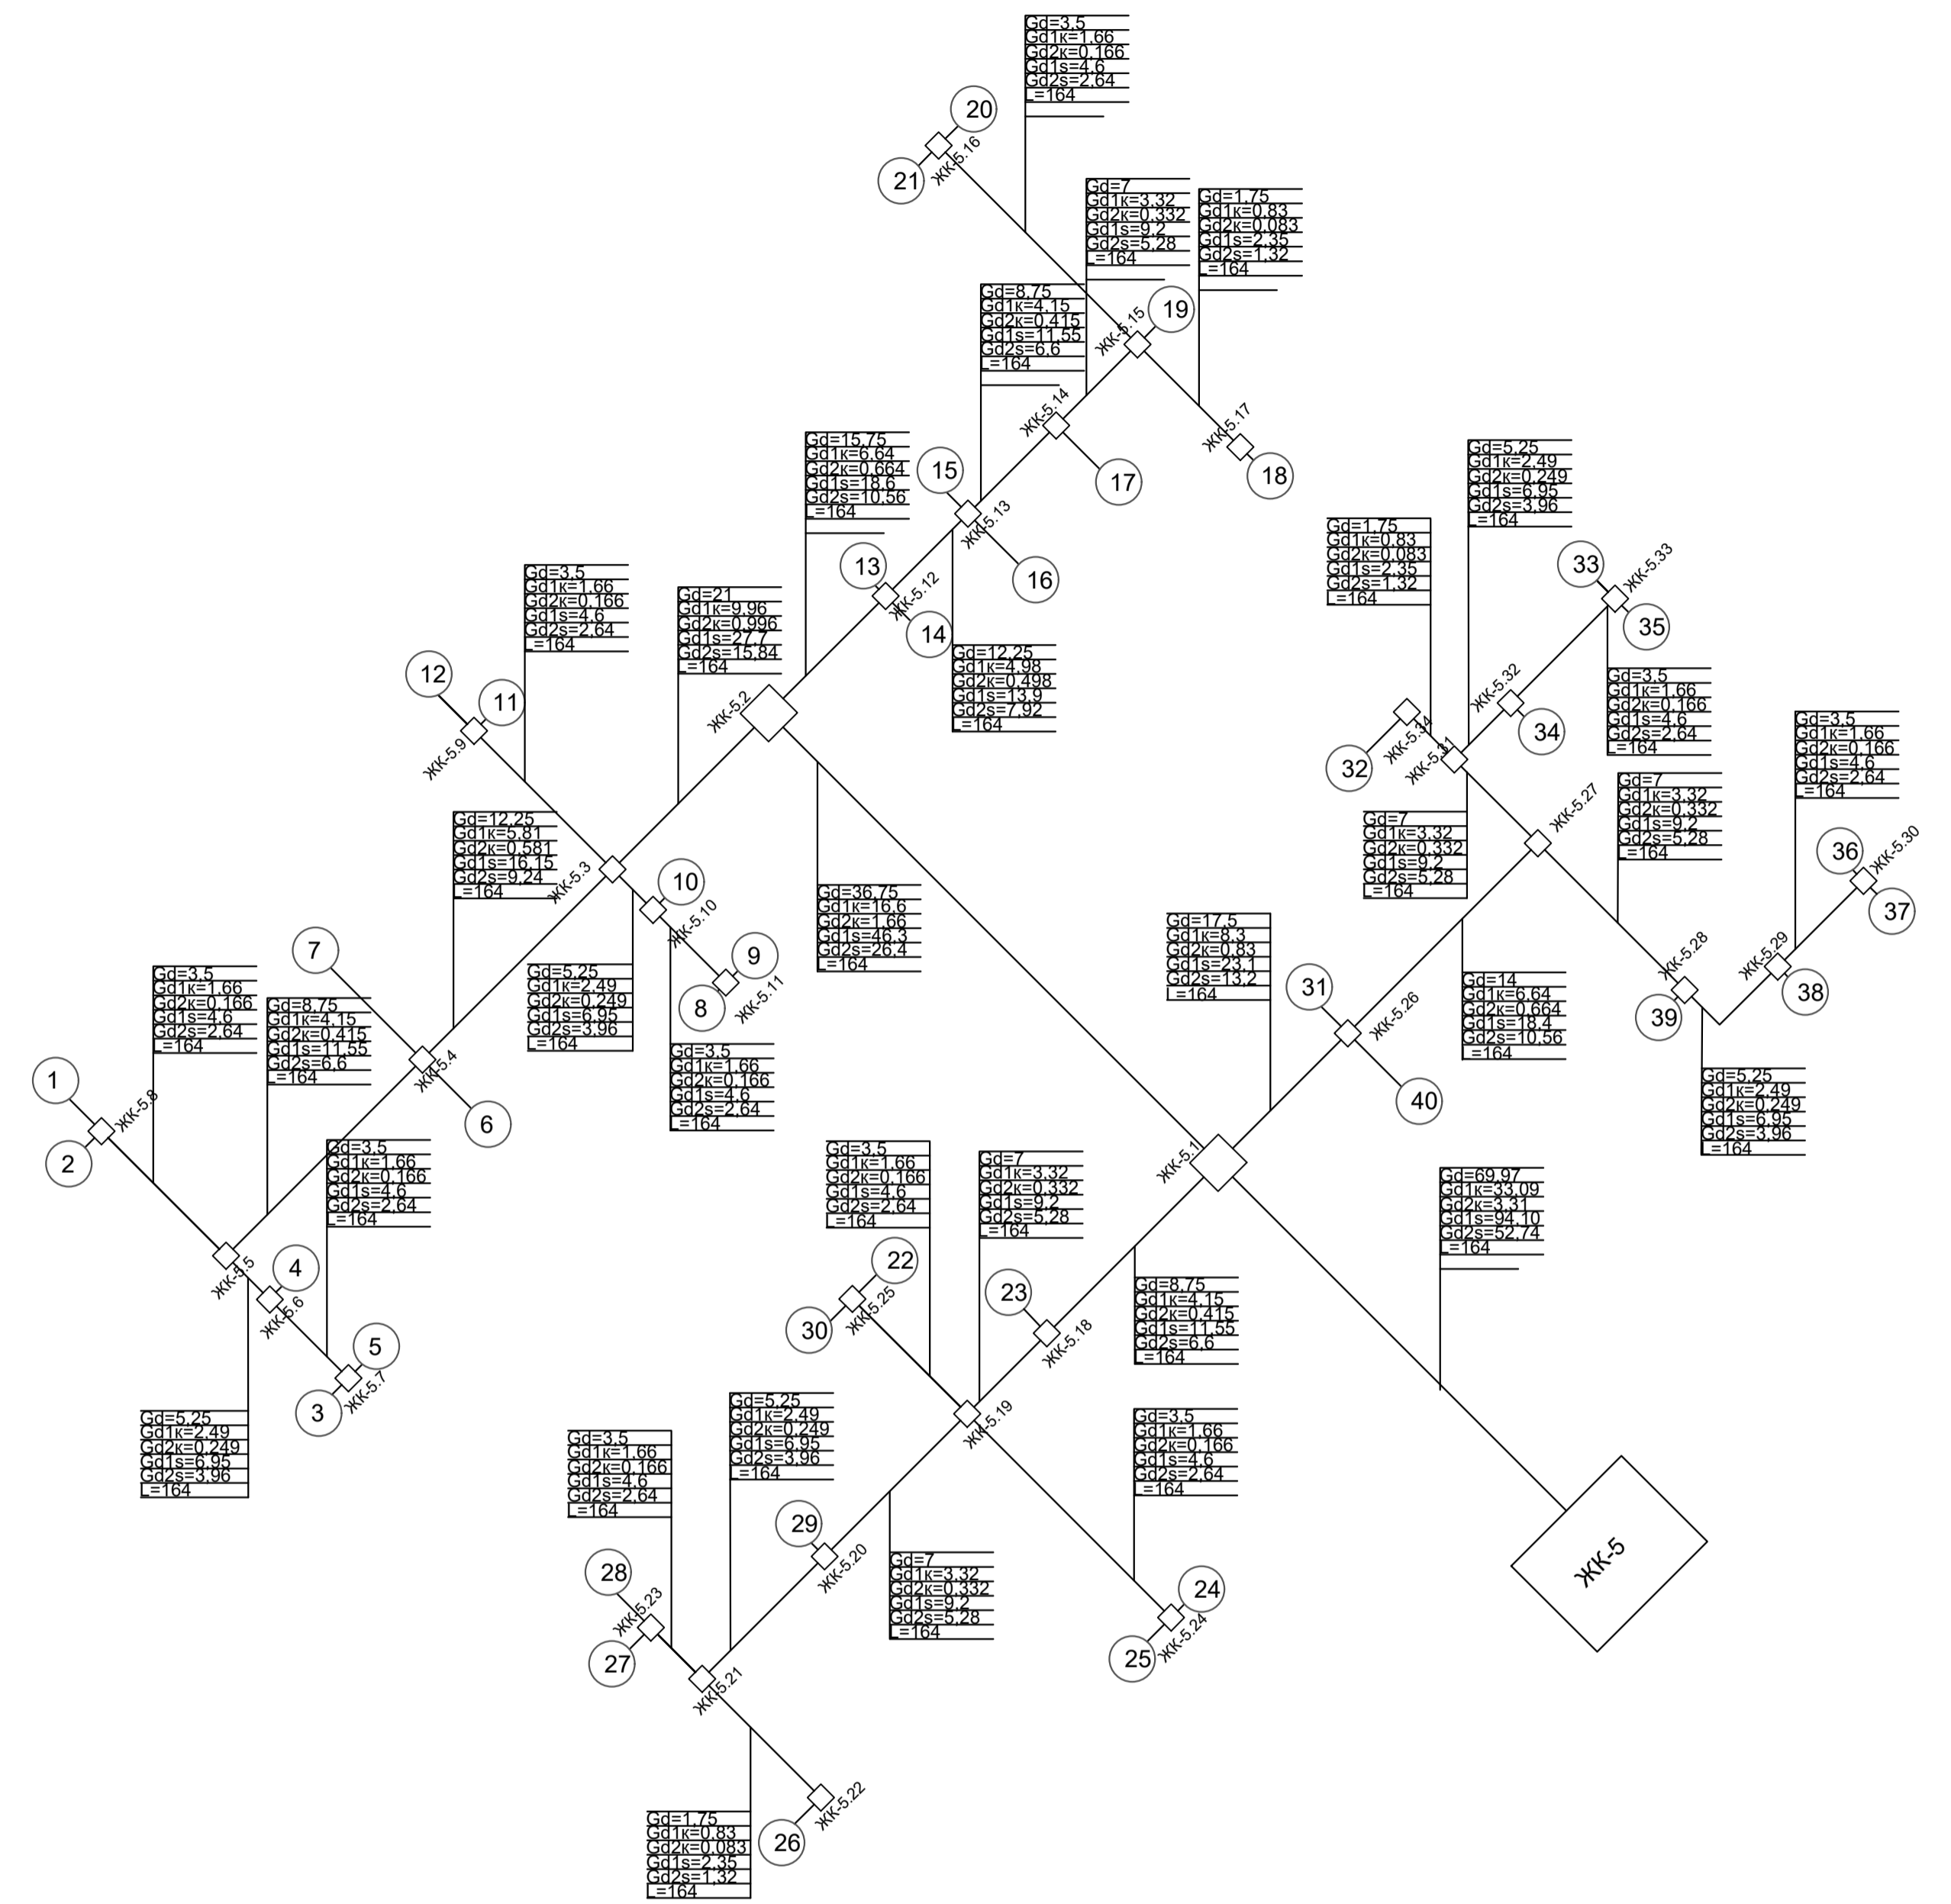 Gd=3,5
Gd1к=1,66
Gd2к=0,166
Gd1s=4,6
Gd2s=2,64
L=164
20
21
ЖК-5.16
Gd=7
Gd1к=3,32
Gd2к=0,332
Gd1s=9,2
Gd2s=5,28
L=164
Gd=1,75
Gd1к=0,83
Gd2к=0,083
Gd1s=2,35
Gd2s=1,32
L=164
Gd=8,75
Gd1к=4,15
Gd2к=0,415
Gd1s=11,55
Gd2s=6,6
L=164
19
ЖК-5.15
ЖК-5.14
ЖК-5.17
17
18
Gd=15,75
Gd1к=6,64
Gd2к=0,664
Gd1s=18,6
Gd2s=10,56
L=164
15
ЖК-5.13
16
13
ЖК-5.12
14
Gd=12,25
Gd1к=4,98
Gd2к=0,498
Gd1s=13,9
Gd2s=7,92
L=164
Gd=5,25
Gd1к=2,49
Gd2к=0,249
Gd1s=6,95
Gd2s=3,96
L=164
Gd=1,75
Gd1к=0,83
Gd2к=0,083
Gd1s=2,35
Gd2s=1,32
L=164
33
ЖК-5.33
35
ЖК-5.32
34
Gd=3,5
Gd1к=1,66
Gd2к=0,166
Gd1s=4,6
Gd2s=2,64
L=164
ЖК-5.34
32
ЖК-5.31
Gd=3,5
Gd1к=1,66
Gd2к=0,166
Gd1s=4,6
Gd2s=2,64
L=164
12
11
ЖК-5.9
Gd=21
Gd1к=9,96
Gd2к=0,996
Gd1s=27,7
Gd2s=15,84
L=164
ЖК-5.2
Gd=3,5
Gd1к=1,66
Gd2к=0,166
Gd1s=4,6
Gd2s=2,64
L=164
Gd=7
Gd1к=3,32
Gd2к=0,332
Gd1s=9,2
Gd2s=5,28
L=164
ЖК-5.27
Gd=7
Gd1к=3,32
Gd2к=0,332
Gd1s=9,2
Gd2s=5,28
L=164
36
ЖК-5.30
37
Gd=12,25
Gd1к=5,81
Gd2к=0,581
Gd1s=16,15
Gd2s=9,24
L=164
ЖК-5.3
10
ЖК-5.10
9
8
ЖК-5.11
Gd=36,75
Gd1к=16,6
Gd2к=1,66
Gd1s=46,3
Gd2s=26,4
L=164
Gd=17,5
Gd1к=8,3
Gd2к=0,83
Gd1s=23,1
Gd2s=13,2
L=164
ЖК-5.28
ЖК-5.29
38
39
31
ЖК-5.26
40
Gd=14
Gd1к=6,64
Gd2к=0,664
Gd1s=18,4
Gd2s=10,56
L=164
7
Gd=5,25
Gd1к=2,49
Gd2к=0,249
Gd1s=6,95
Gd2s=3,96
L=164
Gd=3,5
Gd1к=1,66
Gd2к=0,166
Gd1s=4,6
Gd2s=2,64
L=164
Gd=8,75
Gd1к=4,15
Gd2к=0,415
Gd1s=11,55
Gd2s=6,6
L=164
ЖК-5.4
6
Gd=3,5
Gd1к=1,66
Gd2к=0,166
Gd1s=4,6
Gd2s=2,64
L=164
1
ЖК-5.8
2
Gd=5,25
Gd1к=2,49
Gd2к=0,249
Gd1s=6,95
Gd2s=3,96
L=164
Gd=3,5
Gd1к=1,66
Gd2к=0,166
Gd1s=4,6
Gd2s=2,64
L=164
Gd=3,5
Gd1к=1,66
Gd2к=0,166
Gd1s=4,6
Gd2s=2,64
L=164
Gd=7
Gd1к=3,32
Gd2к=0,332
Gd1s=9,2
Gd2s=5,28
L=164
ЖК-5.1
Gd=69,97
Gd1к=33,09
Gd2к=3,31
Gd1s=94,10
Gd2s=52,74
L=164
ЖК-5.5
4
ЖК-5.6
5
3
ЖК-5.7
22
30
ЖК-5.25
23
ЖК-5.18
Gd=8,75
Gd1к=4,15
Gd2к=0,415
Gd1s=11,55
Gd2s=6,6
L=164
Gd=5,25
Gd1к=2,49
Gd2к=0,249
Gd1s=6,95
Gd2s=3,96
L=164
Gd=3,5
Gd1к=1,66
Gd2к=0,166
Gd1s=4,6
Gd2s=2,64
L=164
Gd=5,25
Gd1к=2,49
Gd2к=0,249
Gd1s=6,95
Gd2s=3,96
L=164
ЖК-5.19
Gd=3,5
Gd1к=1,66
Gd2к=0,166
Gd1s=4,6
Gd2s=2,64
L=164
29
ЖК-5.20
Gd=7
Gd1к=3,32
Gd2к=0,332
Gd1s=9,2
Gd2s=5,28
L=164
28
ЖК-5.23
27
24
25
ЖК-5.24
ЖК-5
ЖК-5.21
ЖК-5.22
26
Gd=1,75
Gd1к=0,83
Gd2к=0,083
Gd1s=2,35
Gd2s=1,32
L=164